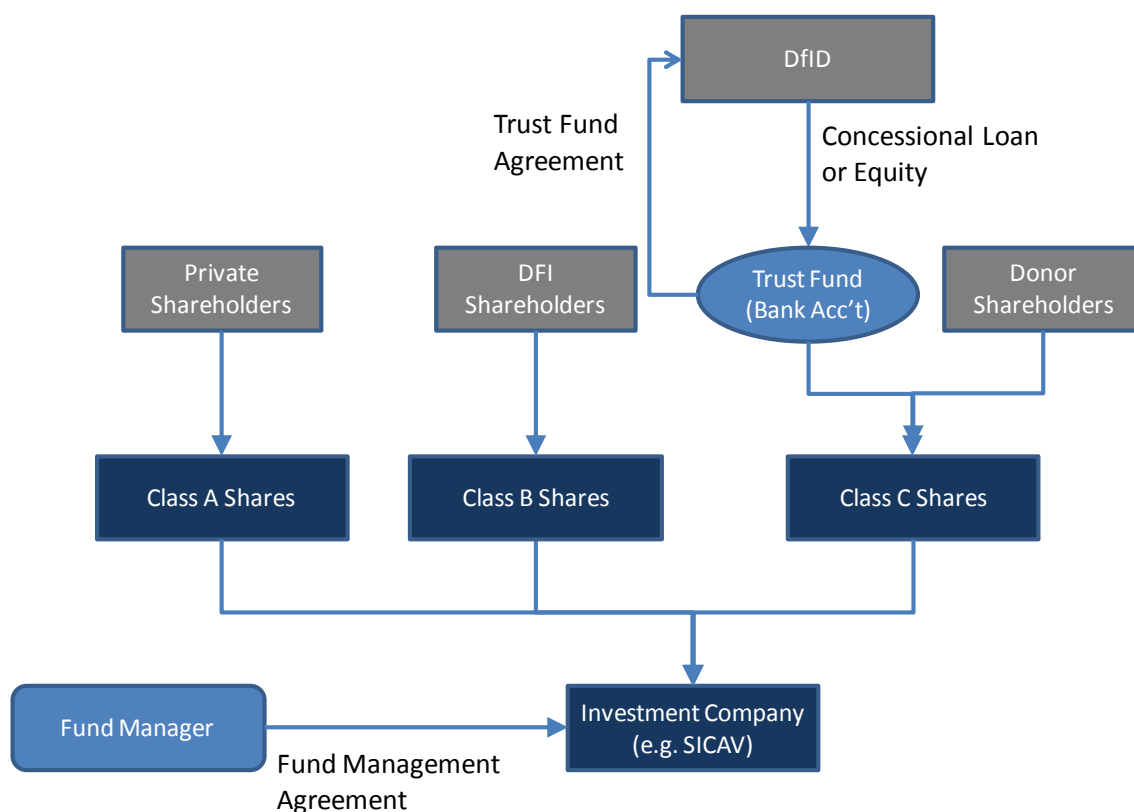 DfID
Trust Fund
Agreement
Concessional Loan
or Equity
Private
Shareholders
DFI
Shareholders
Trust Fund
(Bank Acc’t)
Donor
Shareholders
Class A Shares
Class B Shares
Class C Shares
Fund Manager
Investment Company
(e.g. SICAV)
Fund Management
Agreement